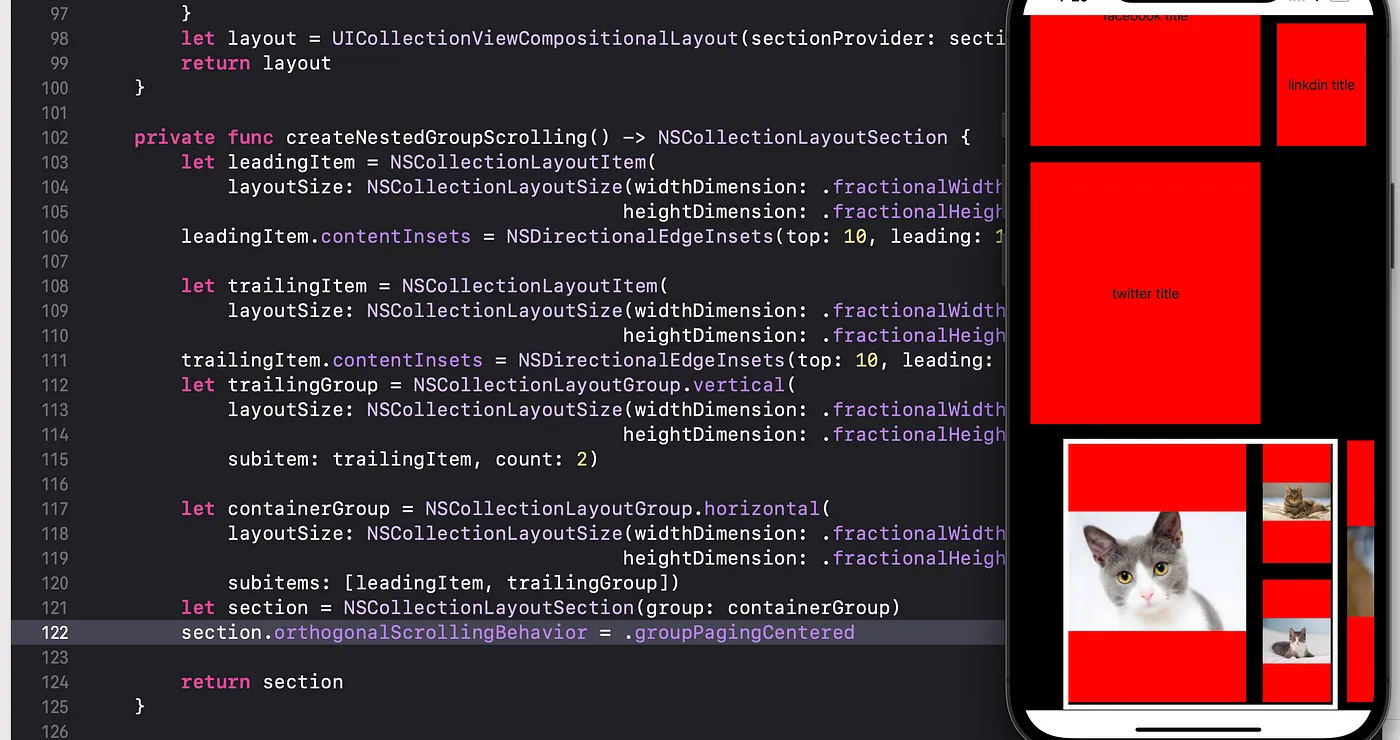 97 }
98 let layout = UICollectionViewCompositionalLayout(sectionProvider: secti
99 return layout
100 }
101
102 private func createNestedGroupScrolling() -> NSCollectionLayoutSection {
103 let leadingItem = NSCollectionLayoutItem(
104 layoutSize: NSCollectionLayoutSize(widthDimension: .fractionalWidth
105 heightDimension: .fractionalHeigh
106 leadingItem.contentInsets = NSDirectionalEdgeInsets(top: 10, leading: 1
107
108 let trailingItem = NSCollectionLayoutItem(
109 layoutSize: NSCollectionLayoutSize(widthDimension: .fractionalWidth
110 heightDimension: .fractionalHeigh
111 trailingItem.contentInsets = NSDirectionalEdgeInsets(top: 10, leading:
112 let trailingGroup = NSCollectionLayoutGroup.vertical(
113 layoutSize: NSCollectionLayoutSize(widthDimension: .fractionalWidth
114 heightDimension: .fractionalHeigh
115 subitem: trailingItem, count: 2)
116
117 let containerGroup = NSCollectionLayoutGroup.horizontal(
118 layoutSize: NSCollectionLayoutSize(widthDimension: .fractionalWidth
119 heightDimension: .fractionalHeigh
120 subitems: [leadingItem, trailingGroup])
121 let section = NSCollectionLayoutSection(group: containerGroup)
122 section.orthogonalScrollingBehavior = .groupPagingCentered
123
124 return section
125 }
126
facebook title
linkdin title
twitter title